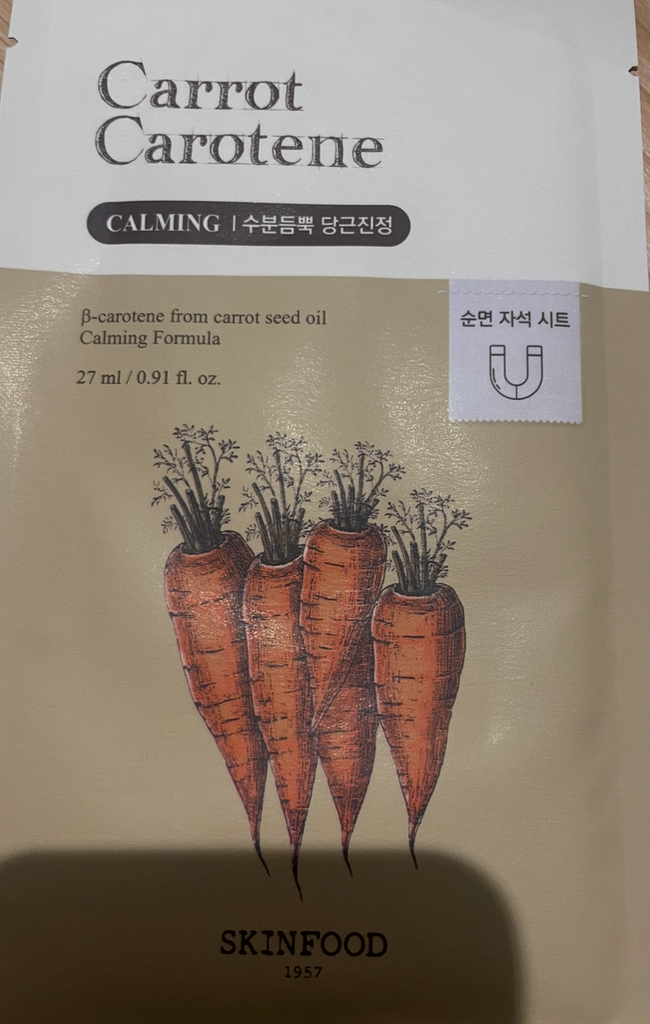 Carrot
Carotene
CALMING | 수분듬뿍 당근진정
β-carotene from carrot seed oil
Calming Formula
27 ml / 0.91 fl. oz.
순면 자석 시트
SKINFOOD
1957